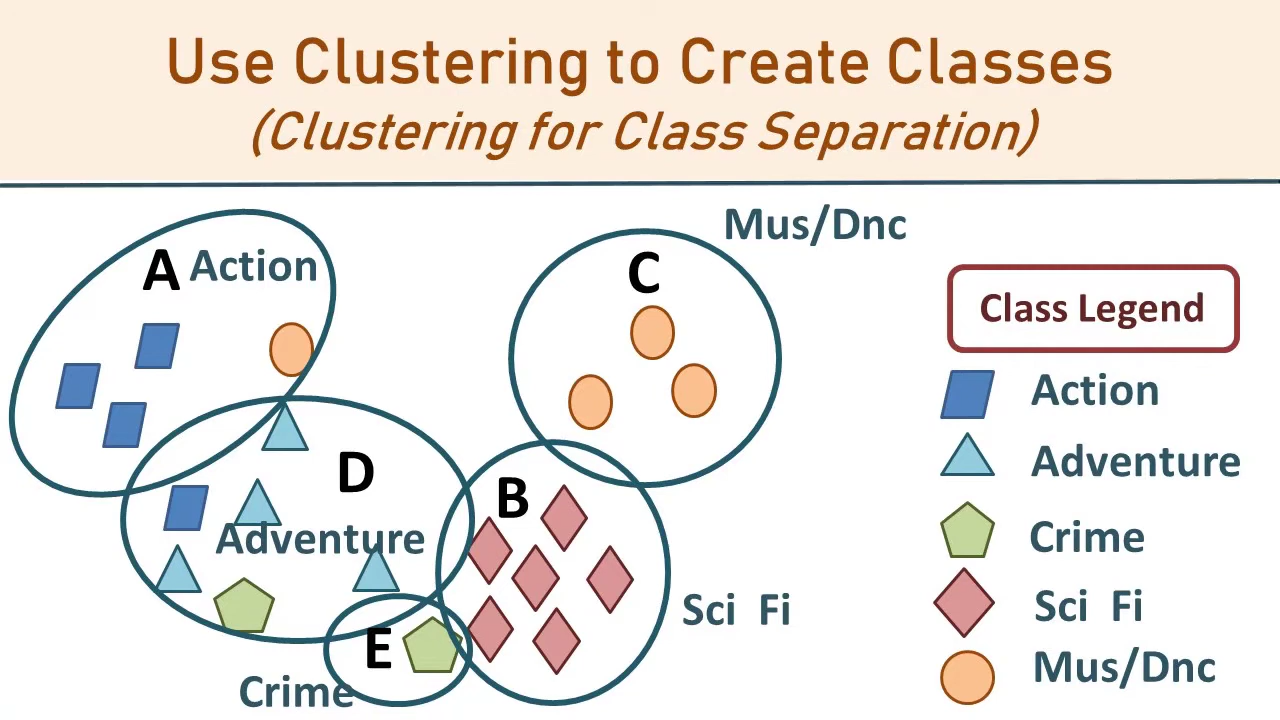 Use Clustering to Create Classes
(Clustering for Class Separation)
A Action
C
Mus/Dnc
D
Adventure
B
Sci Fi
E
Crime
Class Legend
Action
Adventure
Crime
Sci Fi
Mus/Dnc